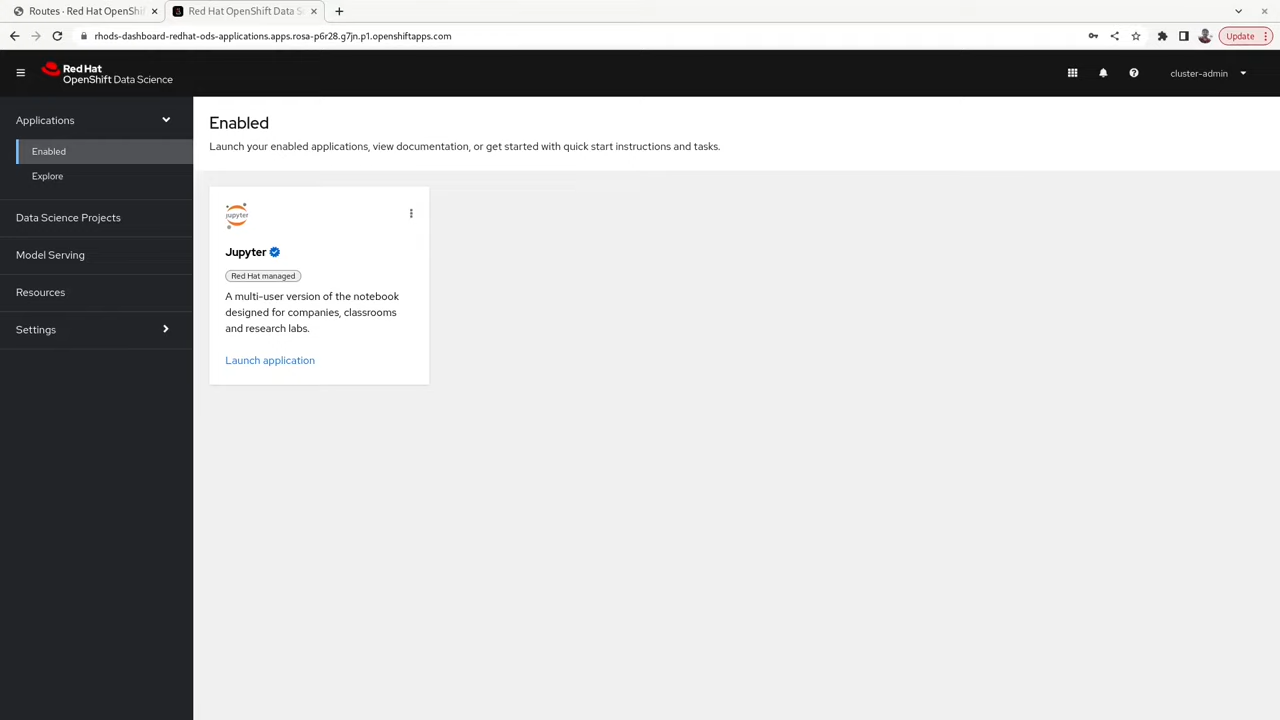 Routes · Red Hat OpenShif
Red Hat OpenShift Data S
rhods-dashboard-redhat-ods-applications.apps.rosa-p6r28.g7jn.p1.openshiftapps.com
Update
Red Hat
OpenShift Data Science
cluster-admin
Applications
Enabled
Explore
Data Science Projects
Model Serving
Resources
Settings
Enabled
Launch your enabled applications, view documentation, or get started with quick start instructions and tasks.
jupyter
Jupyter
Red Hat managed
A multi-user version of the notebook
designed for companies, classrooms
and research labs.
Launch application